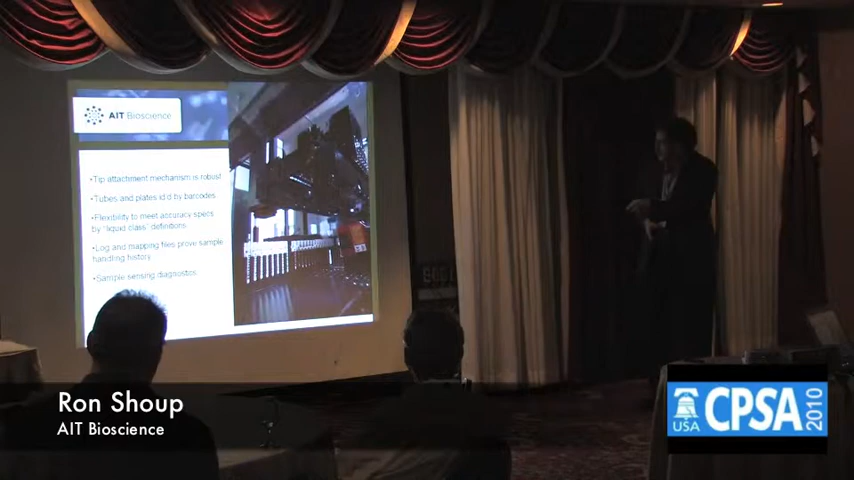 AIT Bioscience
•Tip attachment mechanism is robust
•Tubes and plates id'd by barcodes
•Flexibility to meet accuracy specs
by "liquid class" definitions.
•Log and mapping files prove sample
handling history
•Sample sensing diagnostics.
Ron Shoup
AIT Bioscience
USA
CPSA
2010